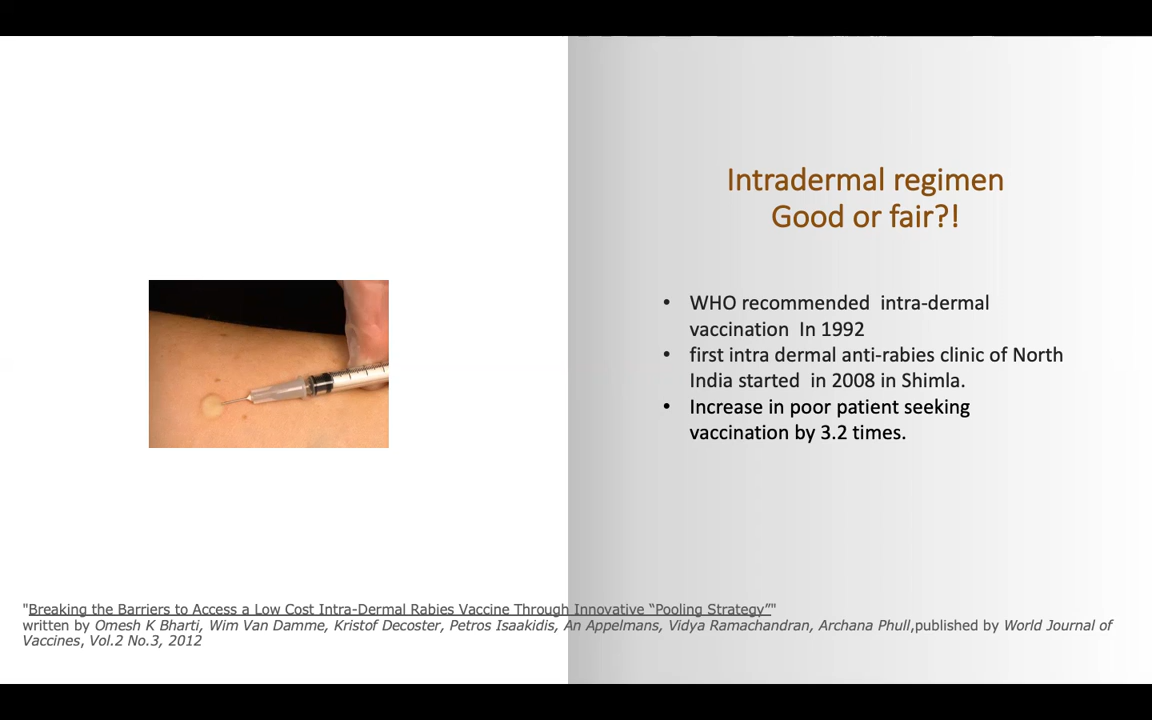 Intradermal regimen
Good or fair?!
• WHO recommended intra-dermal
vaccination In 1992
• first intra dermal anti-rabies clinic of North
India started in 2008 in Shimla.
• Increase in poor patient seeking
vaccination by 3.2 times.
"Breaking the Barriers to Access a Low Cost Intra-Dermal Rabies Vaccine Through Innovative “Pooling Strategy”"
written by Omesh K Bharti, Wim Van Damme, Kristof Decoster, Petros Isaakidis, An Appelmans, Vidya Ramachandran, Archana Phull,published by World Journal of
Vaccines, Vol.2 No.3, 2012